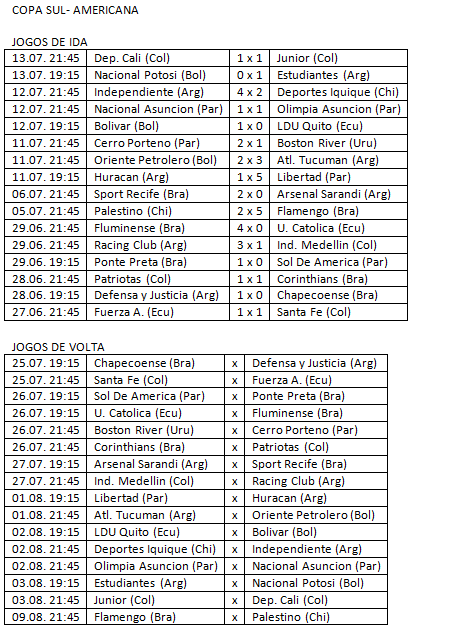 COPA SUL- AMERICANA
JOGOS DE IDA
13.07. 21:45 Dep. Cali (Col) 1 x 1 Junior (Col)
13.07. 19:15 Nacional Potosi (Bol) 0 x 1 Estudiantes (Arg)
12.07. 21:45 Independiente (Arg) 4 x 2 Deportes Iquique (Chi)
12.07. 21:45 Nacional Asuncion (Par) 1 x 1 Olimpia Asuncion (Par)
12.07. 19:15 Bolivar (Bol) 1 x 0 LDU Quito (Ecu)
11.07. 21:45 Cerro Porteno (Par) 2 x 1 Boston River (Uru)
11.07. 21:45 Oriente Petrolero (Bol) 2 x 3 Atl. Tucuman (Arg)
11.07. 19:15 Huracan (Arg) 1 x 5 Libertad (Par)
06.07. 21:45 Sport Recife (Bra) 2 x 0 Arsenal Sarandi (Arg)
05.07. 21:45 Palestino (Chi) 2 x 5 Flamengo (Bra)
29.06. 21:45 Fluminense (Bra) 4 x 0 U. Catolica (Ecu)
29.06. 21:45 Racing Club (Arg) 3 x 1 Ind. Medellin (Col)
29.06. 19:15 Ponte Preta (Bra) 1 x 0 Sol De America (Par)
28.06. 21:45 Patriotas (Col) 1 x 1 Corinthians (Bra)
28.06. 19:15 Defensa y Justicia (Arg) 1 x 0 Chapecoense (Bra)
27.06. 21:45 Fuerza A. (Ecu) 1 x 1 Santa Fe (Col)
JOGOS DE VOLTA
25.07. 19:15 Chapecoense (Bra) x Defensa y Justicia (Arg)
25.07. 21:45 Santa Fe (Col) x Fuerza A. (Ecu)
26.07. 19:15 Sol De America (Par) x Ponte Preta (Bra)
26.07. 19:15 U. Catolica (Ecu) x Fluminense (Bra)
26.07. 21:45 Boston River (Uru) x Cerro Porteno (Par)
26.07. 21:45 Corinthians (Bra) x Patriotas (Col)
27.07. 19:15 Arsenal Sarandi (Arg) x Sport Recife (Bra)
27.07. 21:45 Ind. Medellin (Col) x Racing Club (Arg)
01.08. 19:15 Libertad (Par) x Huracan (Arg)
01.08. 21:45 Atl. Tucuman (Arg) x Oriente Petrolero (Bol)
02.08. 19:15 LDU Quito (Ecu) x Bolivar (Bol)
02.08. 21:45 Deportes Iquique (Chi) x Independiente (Arg)
02.08. 21:45 Olimpia Asuncion (Par) x Nacional Asuncion (Par)
03.08. 19:15 Estudiantes (Arg) x Nacional Potosi (Bol)
03.08. 21:45 Junior (Col) x Dep. Cali (Col)
09.08. 21:45 Flamengo (Bra) x Palestino (Chi)